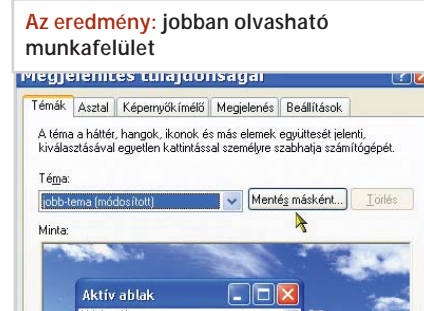 Az eredmény: jobban olvasható
munkafelület
Megjelenítés tulajdonságai
Témák Asztal Képernyőkímélő Megjelenés Beállítások
A téma a háttér, hangok, ikonok és más elemek együttesét jelenti,
kiválasztásával egyetlen kattintással személyre szabhatja számítógépét.
Téma:
jobb-tema (módosított) Mentés másként... Törlés
Minta:
Aktív ablak